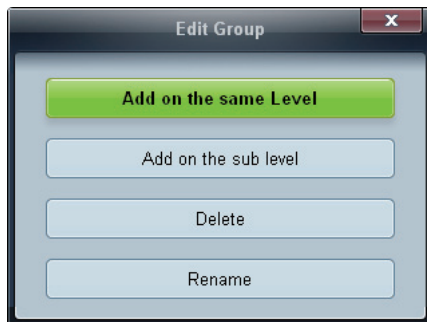 Edit Group
x
Add on the same Level
Add on the sub level
Delete
Rename